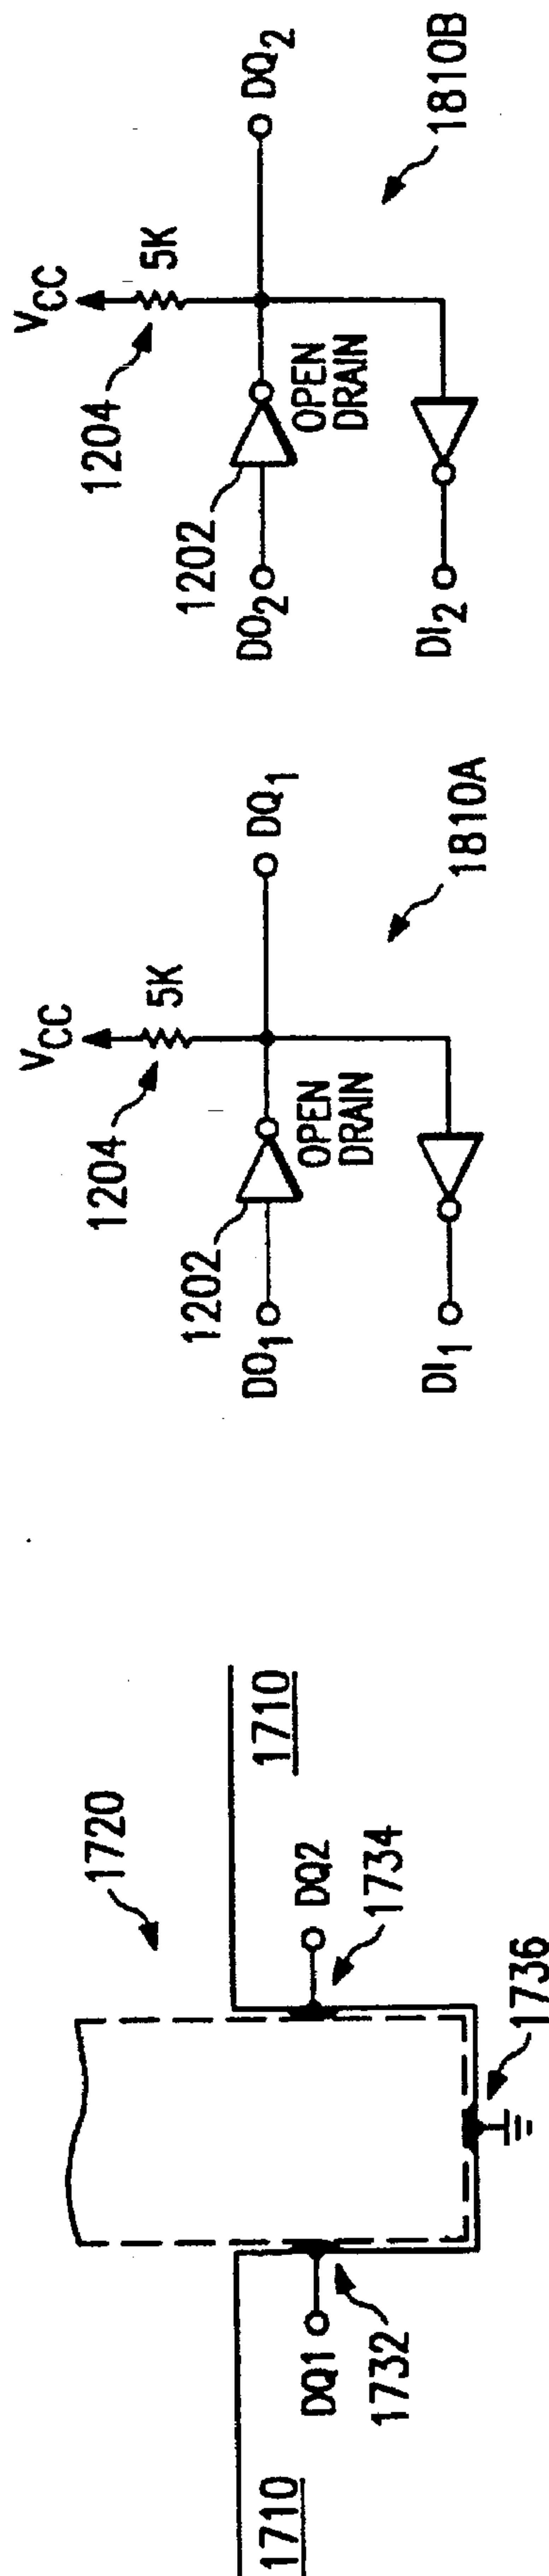 1710
1720
1710
DQ1
1732
DQ2
1734
1736
VCC
1204
5K
1202
DO1
DQ1
OPEN
DRAIN
DI1
1810A
VCC
1204
5K
1202
DO2
DQ2
OPEN
DRAIN
DI2
1810B